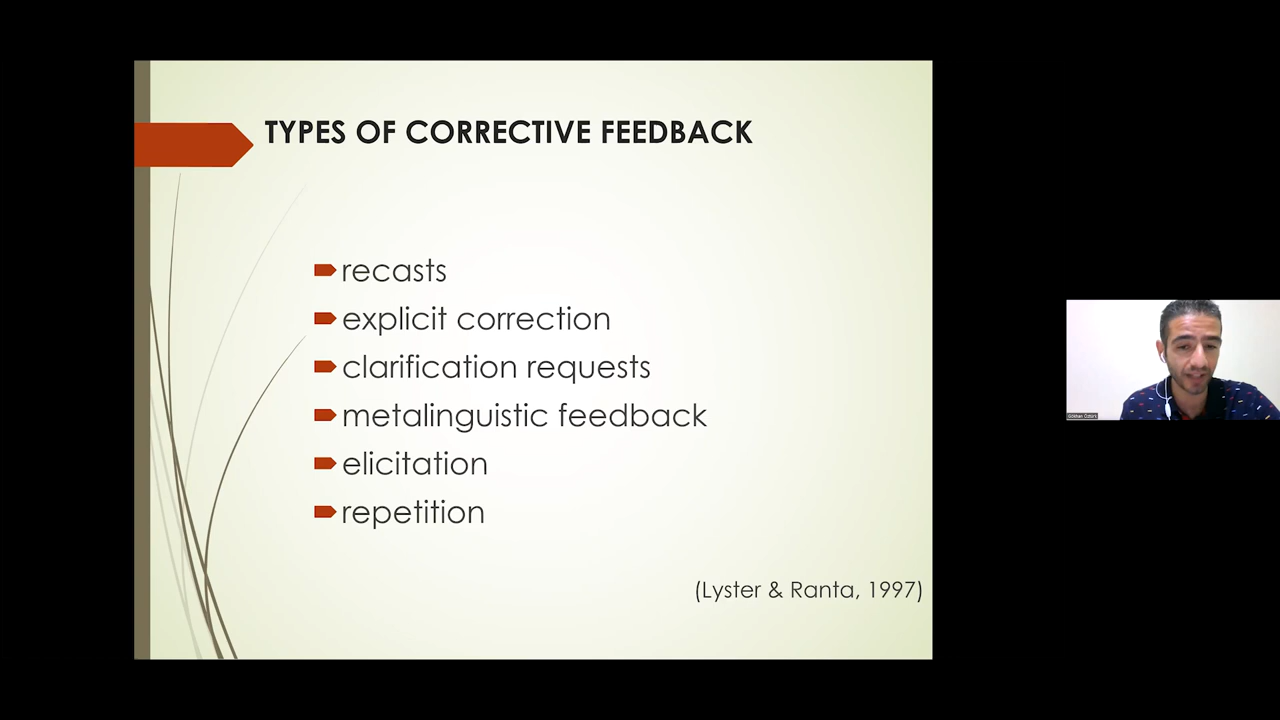 TYPES OF CORRECTIVE FEEDBACK
recasts
explicit correction
clarification requests
metalinguistic feedback
elicitation
repetition
(Lyster & Ranta, 1997)